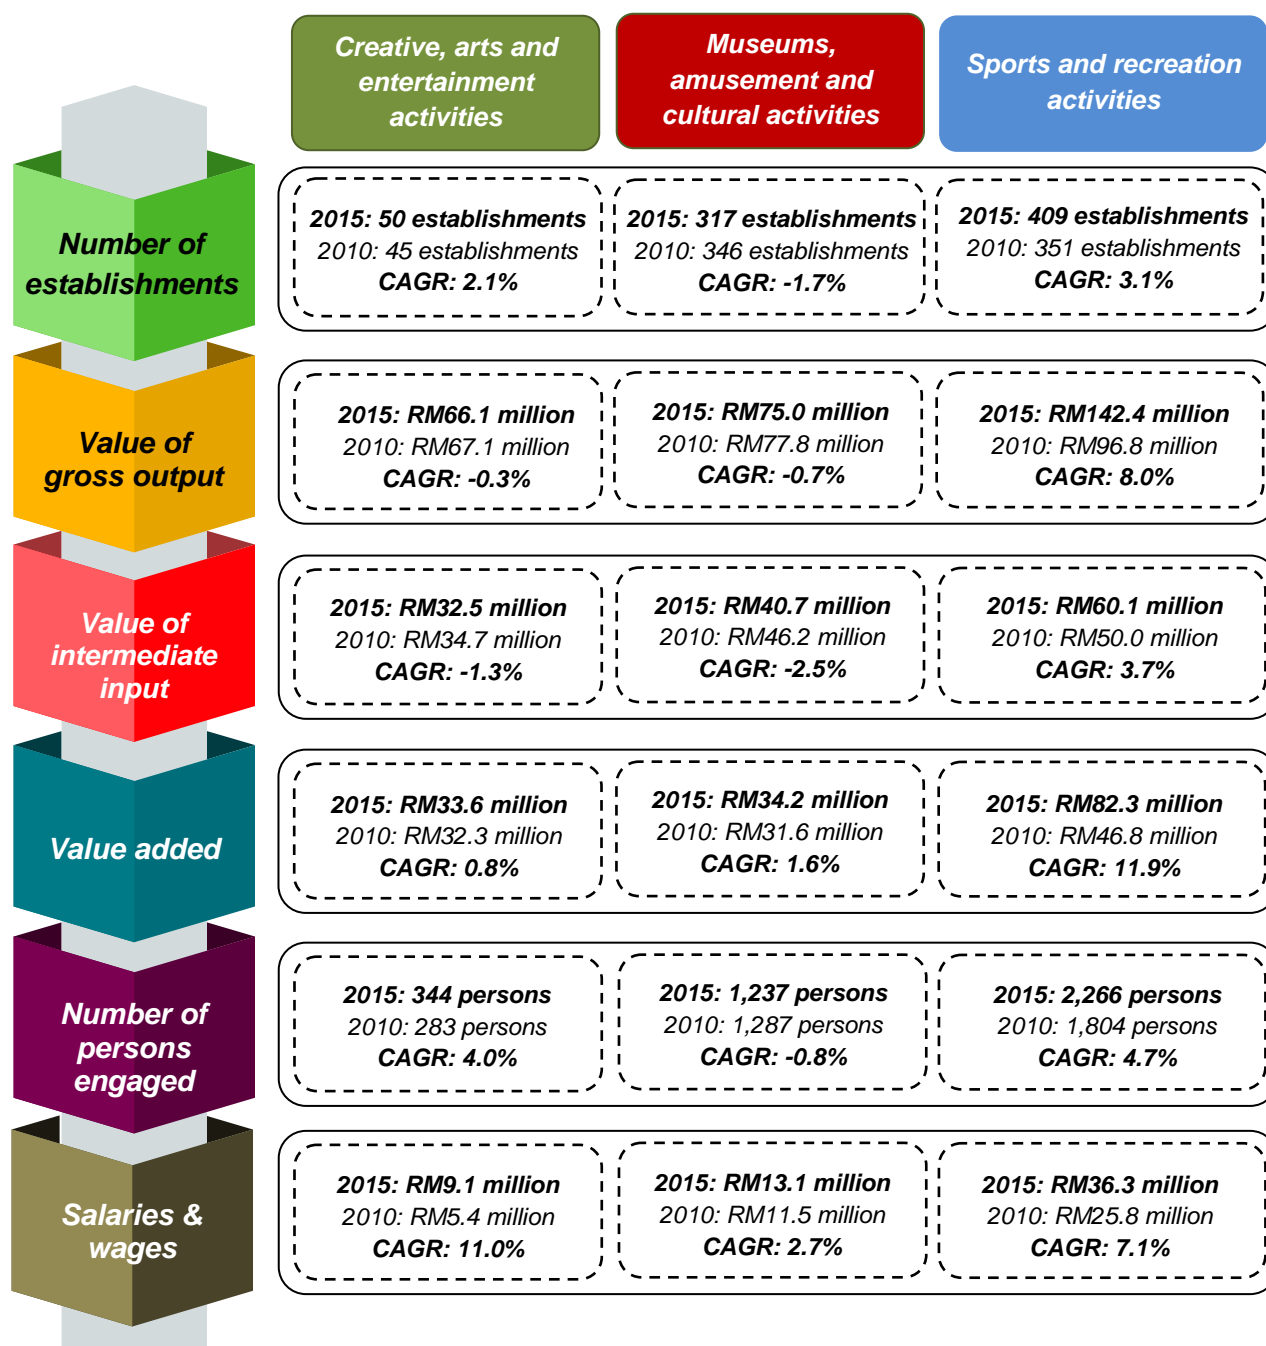 Creative, arts and
entertainment
activities
Museums,
amusement and
cultural activities
Sports and recreation
activities
Number of
establishments
2015: 50 establishments
2010: 45 establishments
CAGR: 2.1%
2015: 317 establishments
2010: 346 establishments
CAGR: -1.7%
2015: 409 establishments
2010: 351 establishments
CAGR: 3.1%
Value of
gross output
2015: RM66.1 million
2010: RM67.1 million
CAGR: -0.3%
2015: RM75.0 million
2010: RM77.8 million
CAGR: -0.7%
2015: RM142.4 million
2010: RM96.8 million
CAGR: 8.0%
Value of
intermediate
input
2015: RM32.5 million
2010: RM34.7 million
CAGR: -1.3%
2015: RM40.7 million
2010: RM46.2 million
CAGR: -2.5%
2015: RM60.1 million
2010: RM50.0 million
CAGR: 3.7%
Value added
2015: RM33.6 million
2010: RM32.3 million
CAGR: 0.8%
2015: RM34.2 million
2010: RM31.6 million
CAGR: 1.6%
2015: RM82.3 million
2010: RM46.8 million
CAGR: 11.9%
Number of
persons
engaged
2015: 344 persons
2010: 283 persons
CAGR: 4.0%
2015: 1,237 persons
2010: 1,287 persons
CAGR: -0.8%
2015: 2,266 persons
2010: 1,804 persons
CAGR: 4.7%
Salaries &
wages
2015: RM9.1 million
2010: RM5.4 million
CAGR: 11.0%
2015: RM13.1 million
2010: RM11.5 million
CAGR: 2.7%
2015: RM36.3 million
2010: RM25.8 million
CAGR: 7.1%